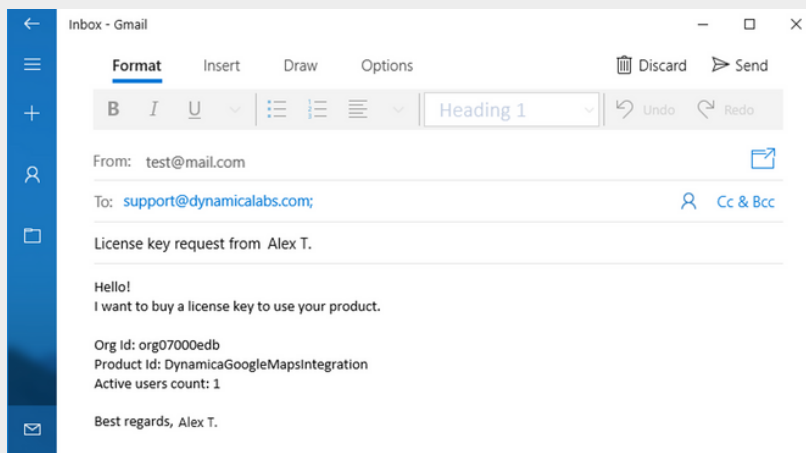 Inbox - Gmail
Format Insert Draw Options Discard Send
B I U Heading 1 Undo Redo
From: test@mail.com
To: support@dynamicalabs.com; Cc & Bcc
License key request from Alex T.
Hello!
I want to buy a license key to use your product.
Org Id: org07000edb
Product Id: DynamicaGoogleMapsIntegration
Active users count: 1
Best regards, Alex T.